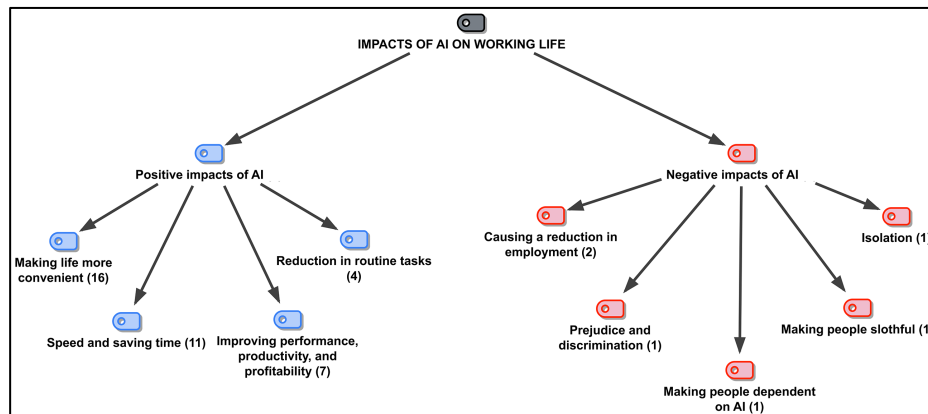 IMPACTS OF AI ON WORKING LIFE
Positive impacts of AI
Making life more
convenient (16)
Speed and saving time (11)
Improving performance,
productivity, and
profitability (7)
Reduction in routine tasks
(4)
Negative impacts of AI
Causing a reduction in
employment (2)
Prejudice and
discrimination (1)
Making people dependent
on AI (1)
Making people slothful (1
Isolation (1)